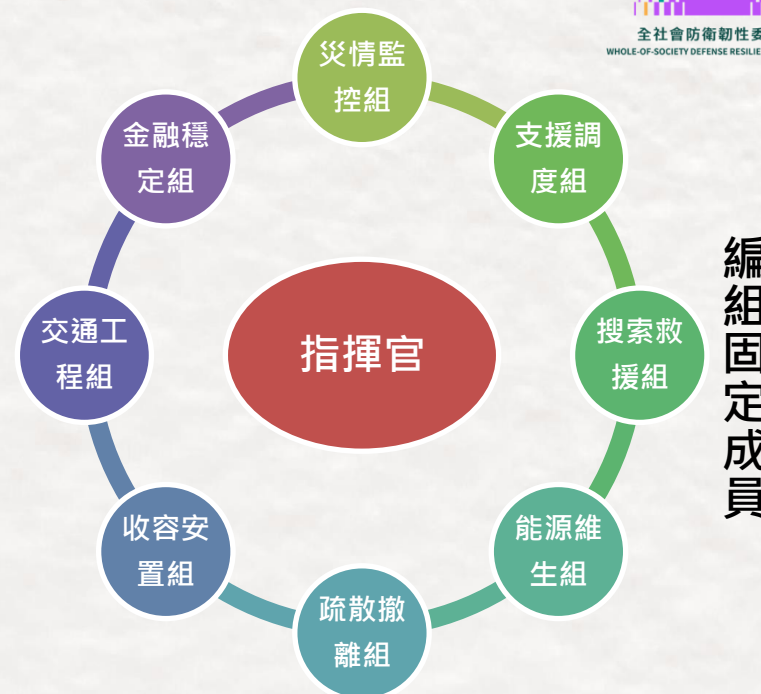 全社會防衛韌性委
WHOLE-OF-SOCIETY DEFENSE RESILIE
災情監
控組
支援調
度組
搜索救
援組
能源維
生組
疏散撤
離組
收容安
置組
交通工
程組
金融穩
定組
指揮官
編組固定成員